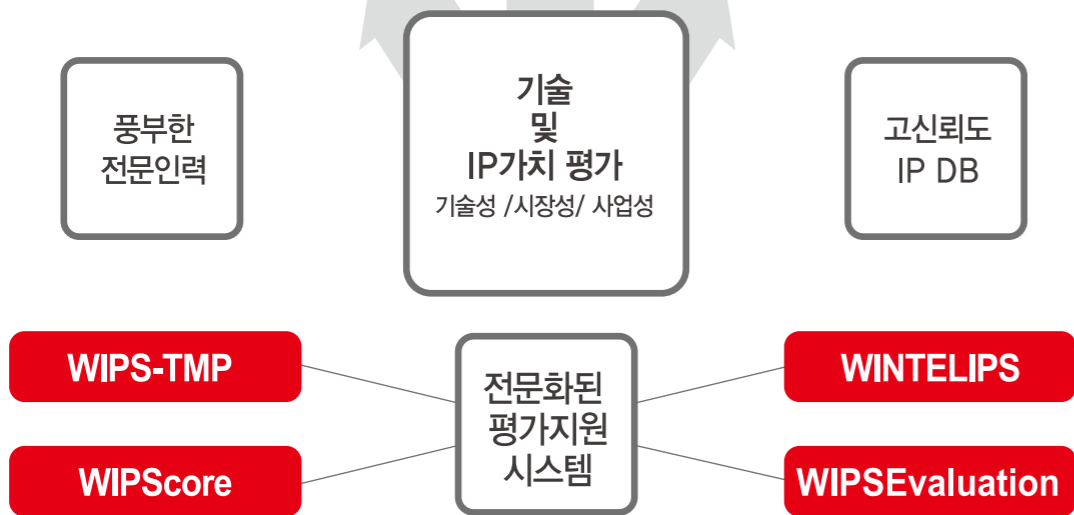 풍부한
전문인력
기술
및
IP가치 평가
기술성 /시장성/ 사업성
고신뢰도
IP DB
WIPS-TMP
WIPScore
전문화된
평가지원
시스템
WINTELIPS
WIPSEvaluation